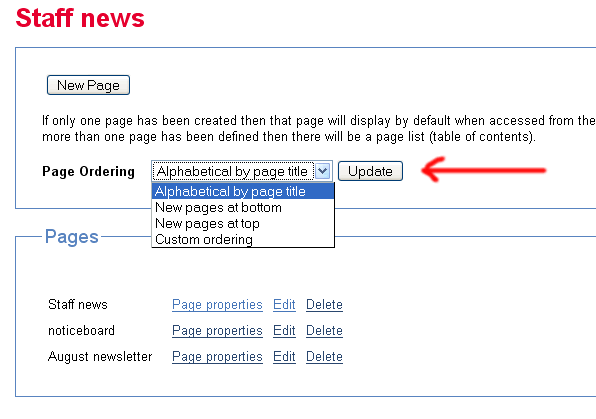 Staff news
New Page
If only one page has been created then that page will display by default when accessed from the
more than one page has been defined then there will be a page list (table of contents).
Page Ordering Alphabetical by page title Update
Alphabetical by page title
New pages at bottom
New pages at top
Custom ordering
Pages
Staff news Page properties Edit Delete
noticeboard Page properties Edit Delete
August newsletter Page properties Edit Delete